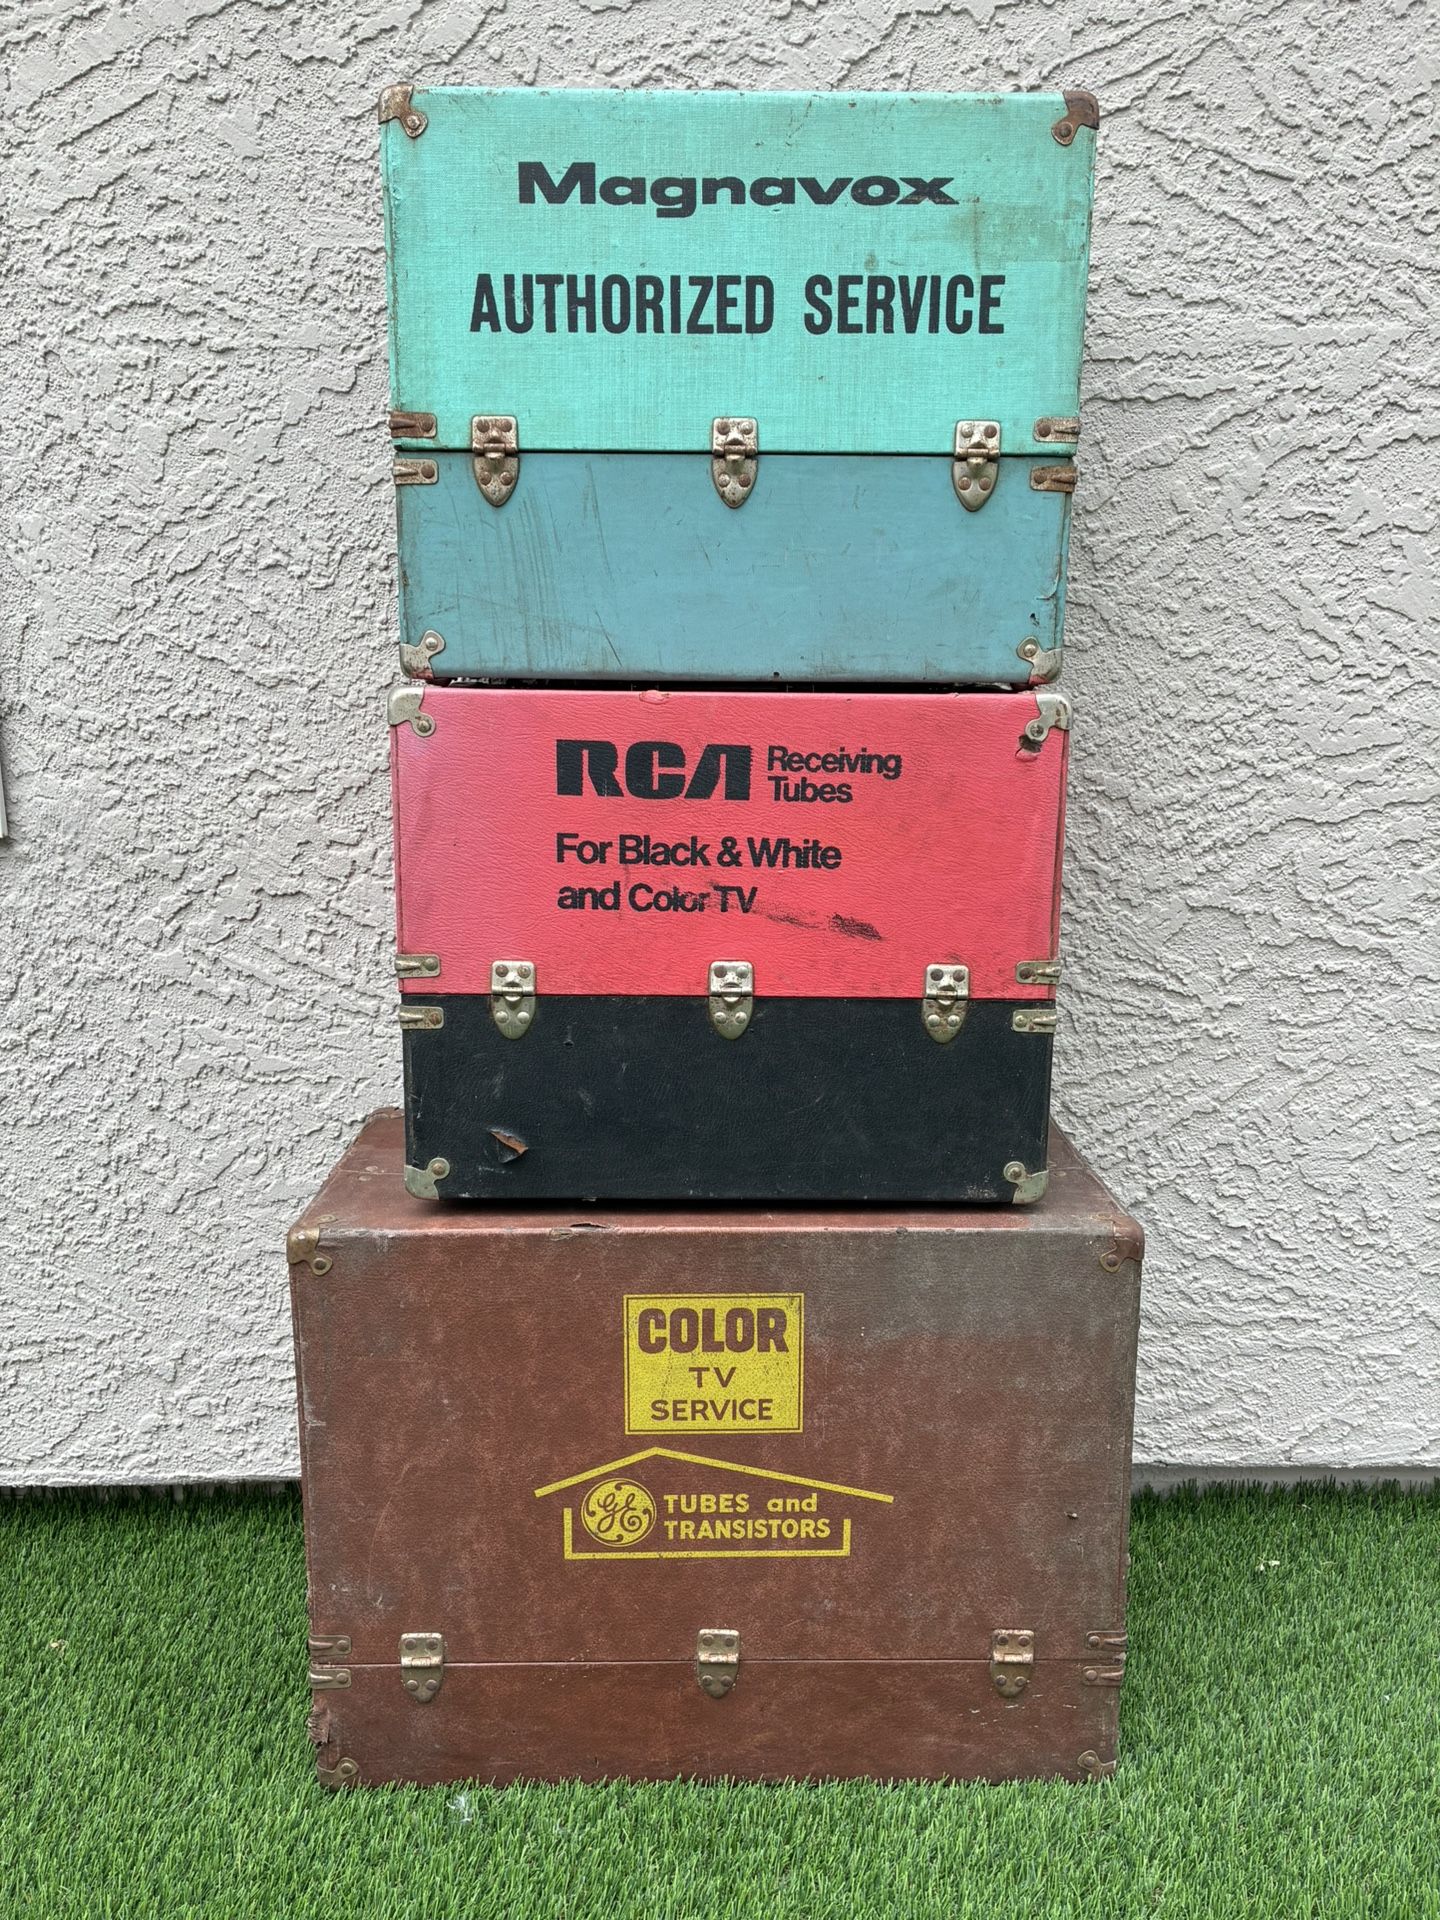 Magnavox
AUTHORIZED SERVICE
RCA Receiving
Tubes
For Black & White
and Color TV
COLOR
TV
SERVICE
GE TUBES and
TRANSISTORS